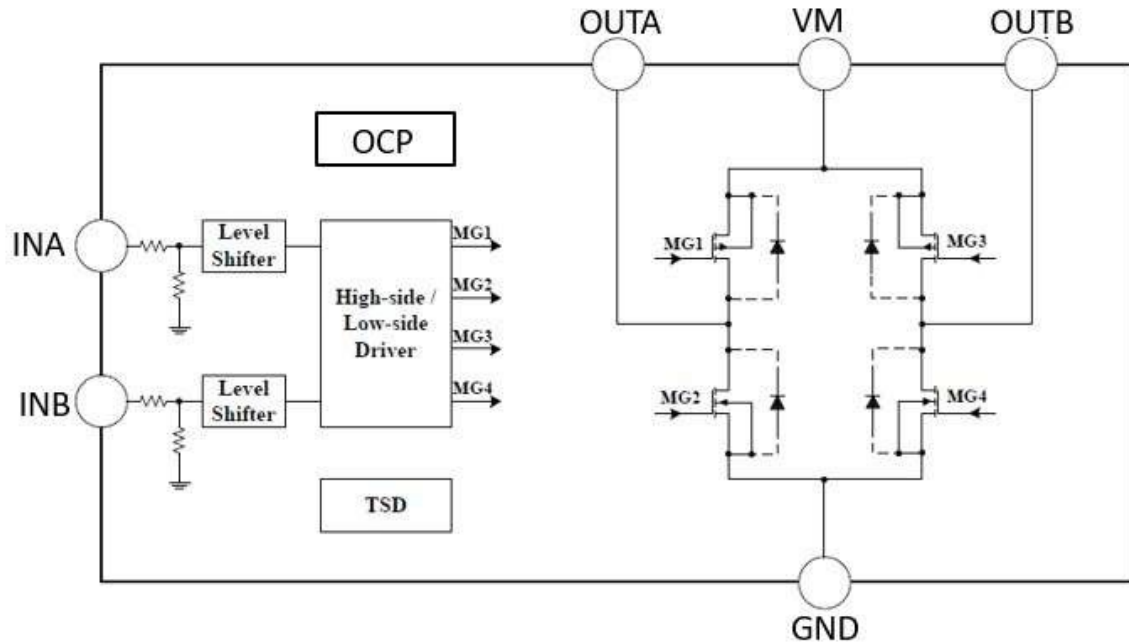 OUTA
VM
OUTB
OCP
INA
Level
Shifter
High-side /
Low-side
Driver
MG1
MG2
MG3
MG4
INB
Level
Shifter
TSD
MG1
MG3
MG2
MG4
GND